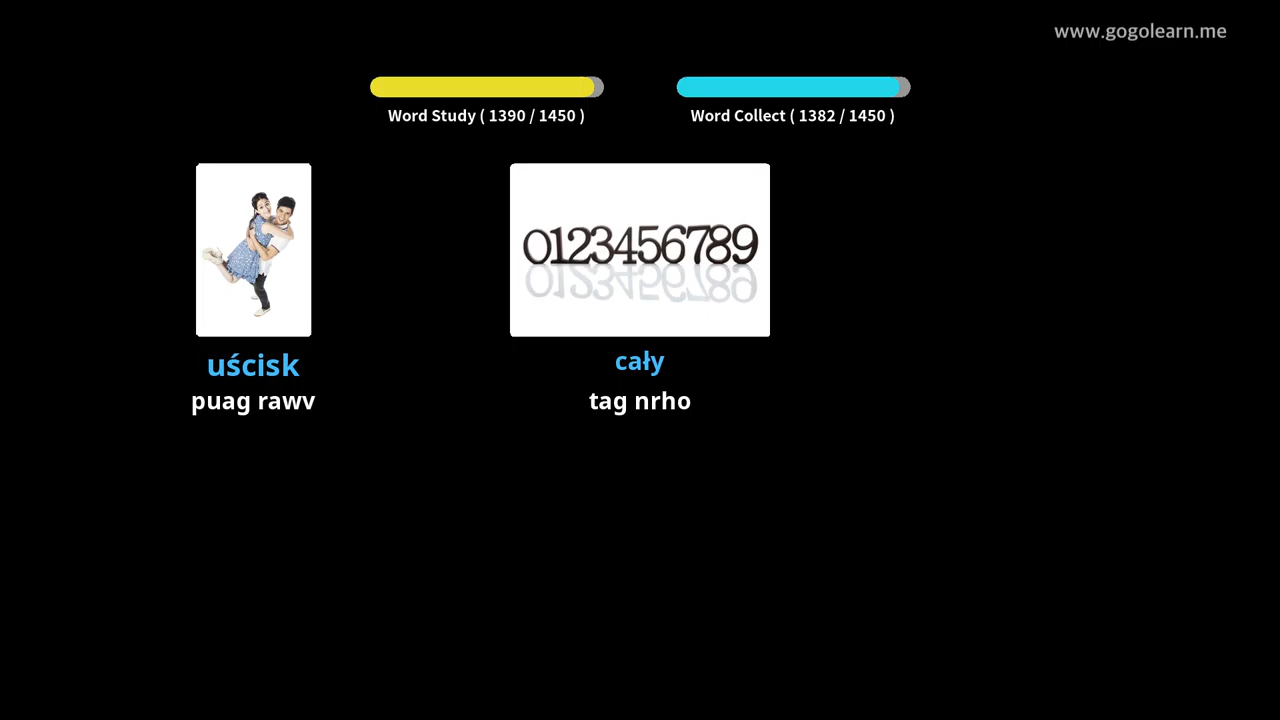 www.gogolearn.me
Word Study ( 1390 / 1450 )
Word Collect ( 1382 / 1450 )
0123456789
uścisk
cały
puag rawv
tag nrho